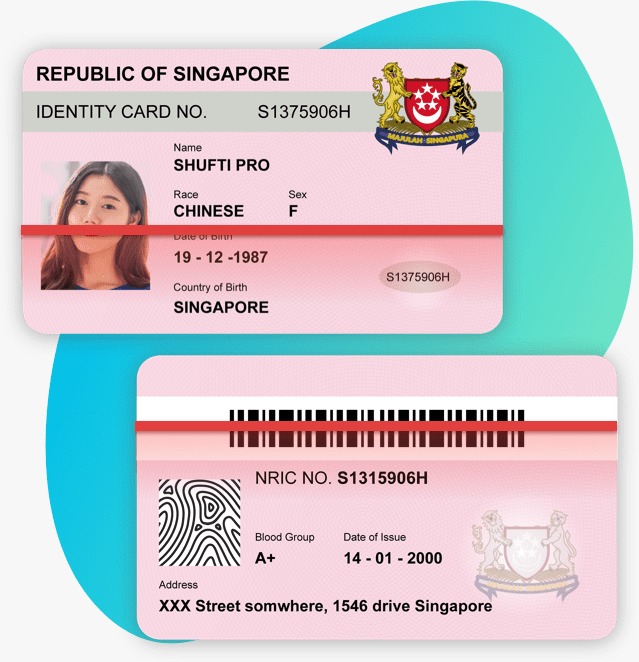 REPUBLIC OF SINGAPORE
IDENTITY CARD NO. S1375906H
MAJULAH SINGAPURA
Name
SHUFTI PRO
Race Sex
CHINESE F
Date of Birth
19 - 12 -1987
S1375906H
Country of Birth
SINGAPORE
NRIC NO. S1315906H
Blood Group Date of Issue
A+ 14 - 01 - 2000
Address
XXX Street somwhere, 1546 drive Singapore